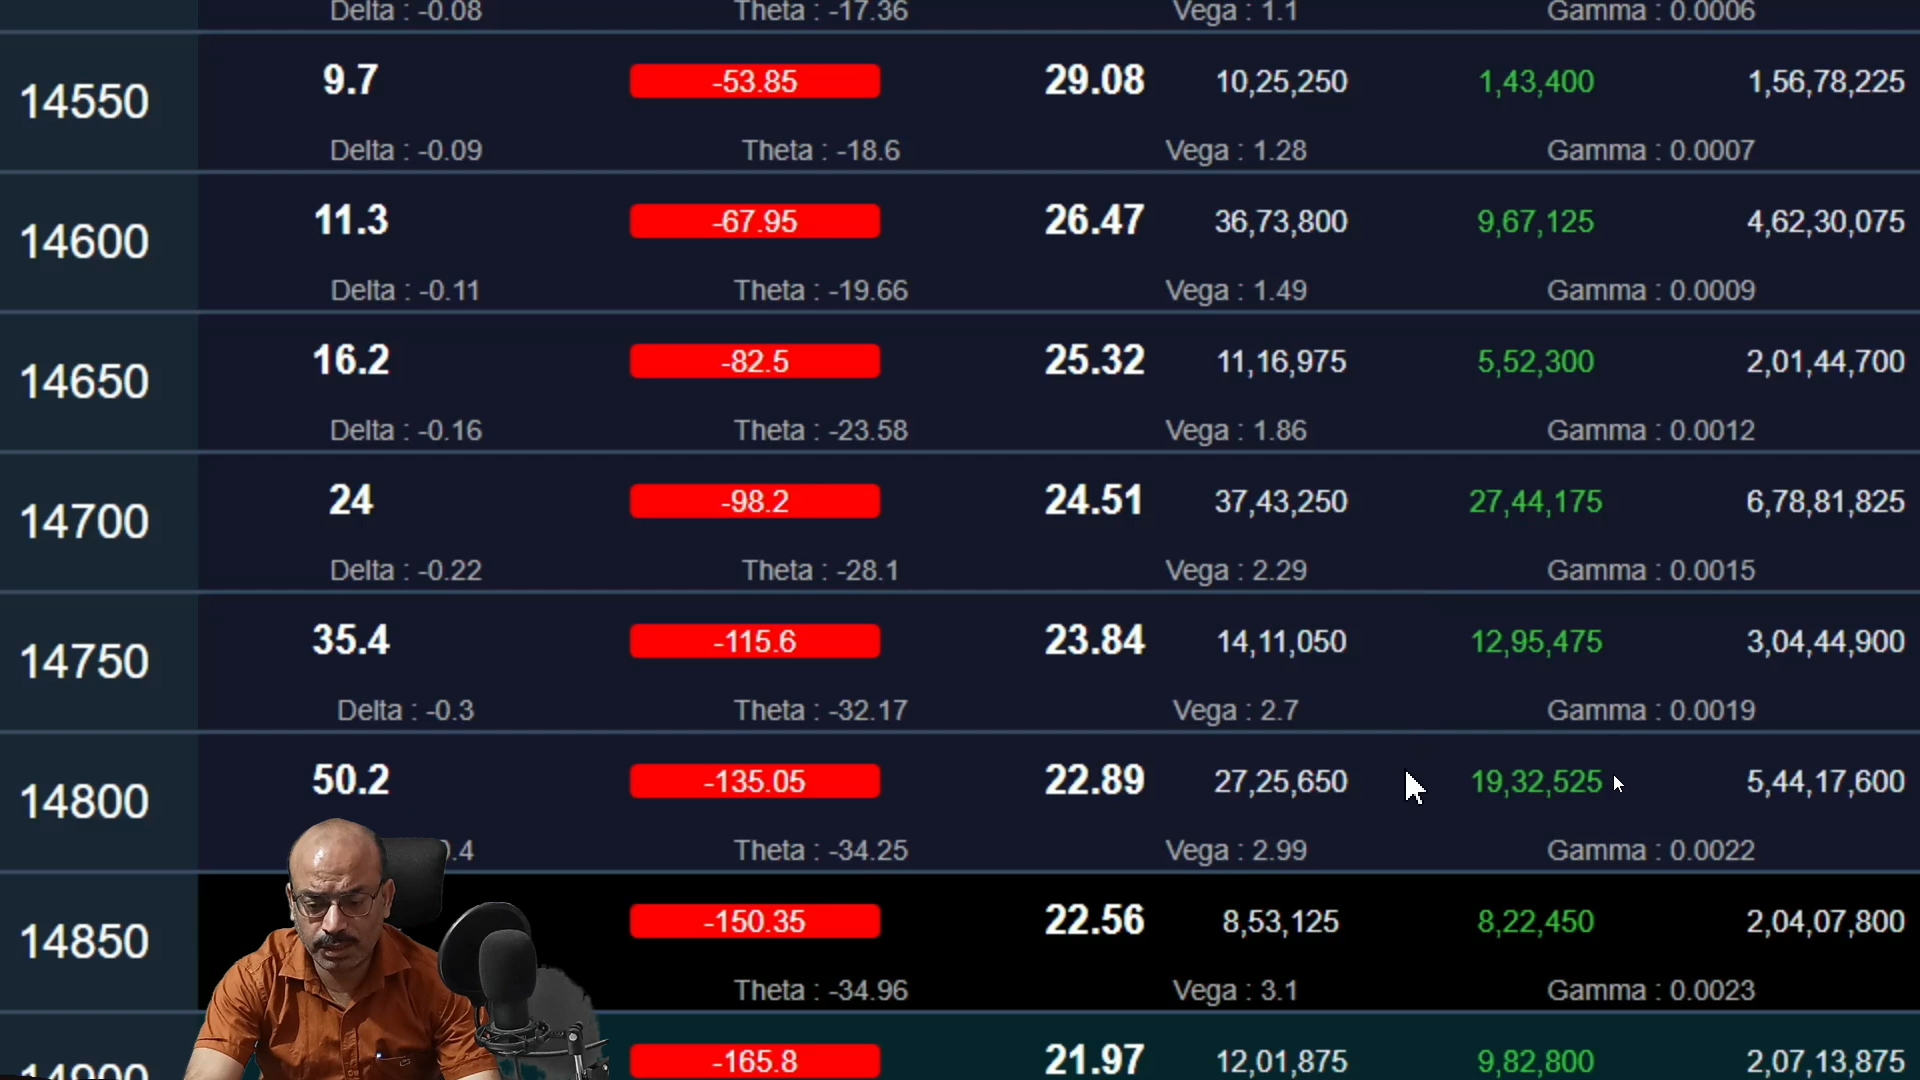 Delta : -0.08 Theta : -17.36 Vega : 1.1 Gamma : 0.0006
14550 9.7 -53.85 29.08 10,25,250 1,43,400 1,56,78,225
Delta : -0.09 Theta : -18.6 Vega : 1.28 Gamma : 0.0007
14600 11.3 -67.95 26.47 36,73,800 9,67,125 4,62,30,075
Delta : -0.11 Theta : -19.66 Vega : 1.49 Gamma : 0.0009
14650 16.2 -82.5 25.32 11,16,975 5,52,300 2,01,44,700
Delta : -0.16 Theta : -23.58 Vega : 1.86 Gamma : 0.0012
14700 24 -98.2 24.51 37,43,250 27,44,175 6,78,81,825
Delta : -0.22 Theta : -28.1 Vega : 2.29 Gamma : 0.0015
14750 35.4 -115.6 23.84 14,11,050 12,95,475 3,04,44,900
Delta : -0.3 Theta : -32.17 Vega : 2.7 Gamma : 0.0019
14800 50.2 -135.05 22.89 27,25,650 19,32,525 5,44,17,600
Theta : -34.25 Vega : 2.99 Gamma : 0.0022
14850 -150.35 22.56 8,53,125 8,22,450 2,04,07,800
Theta : -34.96 Vega : 3.1 Gamma : 0.0023
14900 -165.8 21.97 12,01,875 9,82,800 2,07,13,875